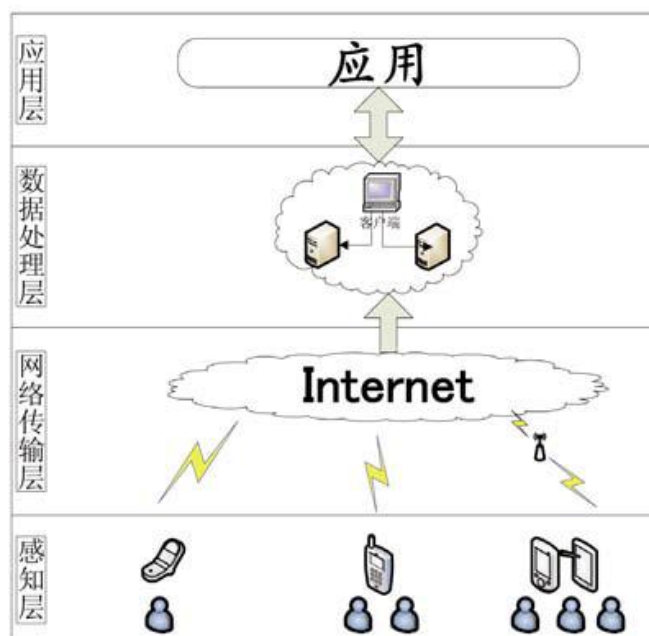 应用层
应用
数据处理层
客户端
网络传输层
Internet
感知层